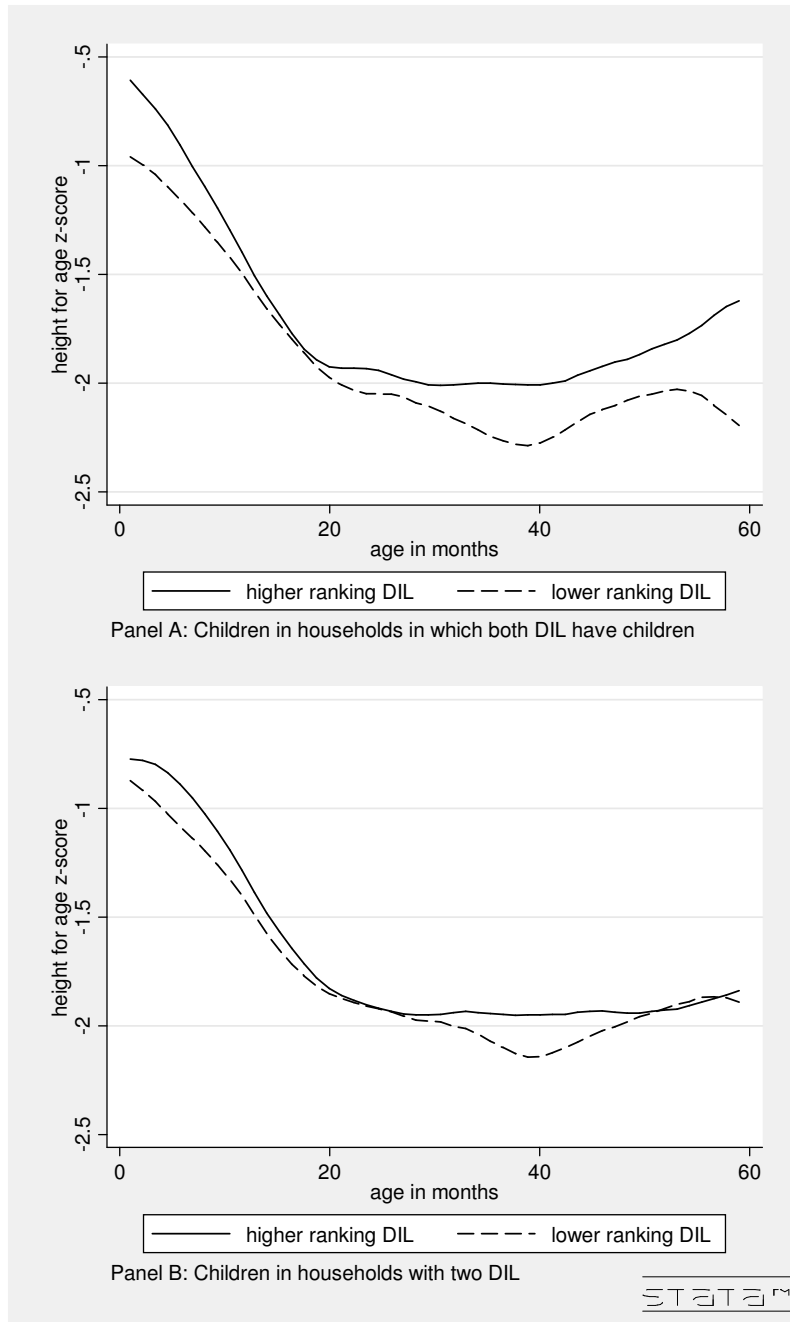 -.5
-1
-1.5
-2
-2.5
height for age z-score
0 20 40 60
age in months
higher ranking DIL lower ranking DIL
Panel A: Children in households in which both DIL have children
-.5
-1
-1.5
-2
-2.5
height for age z-score
0 20 40 60
age in months
higher ranking DIL lower ranking DIL
Panel B: Children in households with two DIL
STATA™